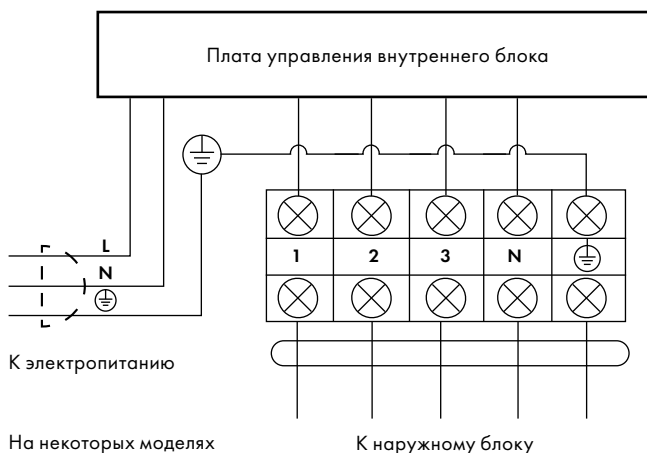 Плата управления внутреннего блока
L
N
1 2 3 N
К электропитанию
На некоторых моделях
К наружному блоку